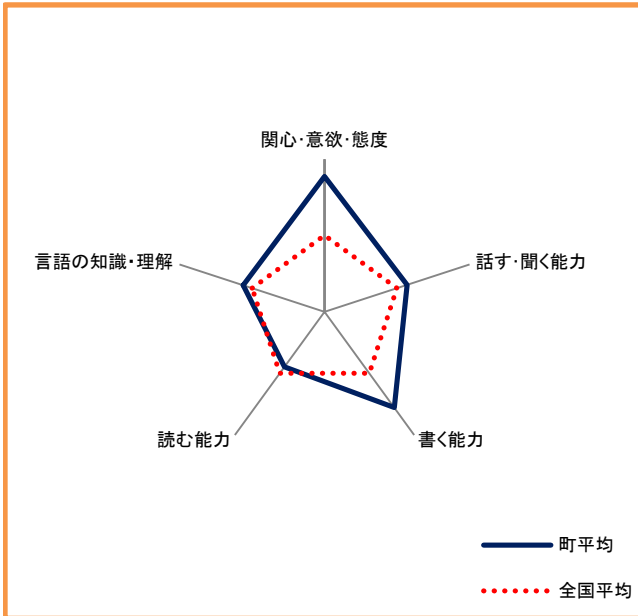 関心・意欲・態度
言語の知識・理解
話す・聞く能力
読む能力
書く能力
町平均
全国平均